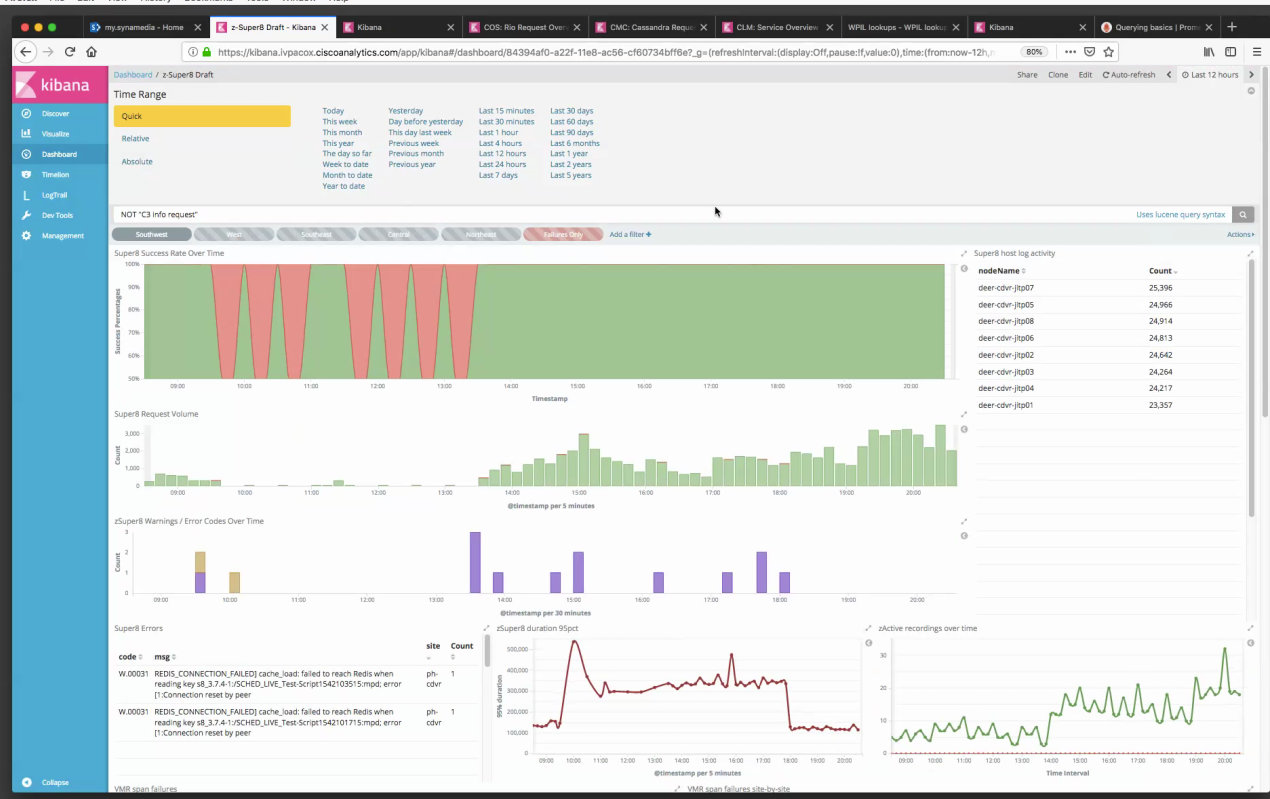 Window
Help
my.synamedia - Home
z-Super8 Draft - Kibana
Kibana
COS: Rio Request Over
CMC: Cassandra Reque
CLM: Service Overview
WPIL lookups - WPIL lookup
Kibana
Querying basics | Prom
https://kibana.ivpacox.ciscoanalytics.com/app/kibana#/dashboard/84394af0-a22f-11e8-ac56-cf60734bff6e?_g=(refreshInterval:(display:Off,pause:!f,value:0),time:(from:now-12h,
80%
kibana
Discover
Visualize
Dashboard
Timelion
LogTrail
Dev Tools
Management
Collapse
Dashboard / z-Super8 Draft
Share Clone Edit Auto-refresh Last 12 hours
Time Range
Quick
Relative
Absolute
Today Yesterday Last 15 minutes Last 30 days
This week Day before yesterday Last 30 minutes Last 60 days
This month This day last week Last 1 hour Last 90 days
This year Previous week Last 4 hours Last 6 months
The day so far Previous month Last 12 hours Last 1 year
Week to date Previous year Last 24 hours Last 2 years
Month to date Last 7 days Last 5 years
Year to date
NOT "C3 info request"
Uses lucene query syntax
Southwest West Southeast Central Northeast Failures Only Add a filter +
Actions
Super8 Success Rate Over Time
100%
90%
80%
70%
60%
50%
Success Percentages
09:00 10:00 11:00 12:00 13:00 14:00 15:00 16:00 17:00 18:00 19:00 20:00
Timestamp
Super8 host log activity
nodeName Count
deer-cdvr-jitp07 25,396
deer-cdvr-jitp05 24,966
deer-cdvr-jitp08 24,914
deer-cdvr-jitp06 24,813
deer-cdvr-jitp02 24,642
deer-cdvr-jitp03 24,264
deer-cdvr-jitp04 24,217
deer-cdvr-jitp01 23,357
Super8 Request Volume
3,000
2,000
1,000
0
Count
09:00 10:00 11:00 12:00 13:00 14:00 15:00 16:00 17:00 18:00 19:00 20:00
@timestamp per 5 minutes
zSuper8 Warnings / Error Codes Over Time
3
2
1
0
Count
09:00 10:00 11:00 12:00 13:00 14:00 15:00 16:00 17:00 18:00 19:00 20:00
@timestamp per 30 minutes
Super8 Errors
code msg site Count
W.00031 REDIS_CONNECTION_FAILED] cache_load: failed to reach Redis when ph- 1
reading key s8_3.7.4-1:/SCHED_LIVE_Test-Script1542103515:mpd; error cdvr
[1:Connection reset by peer
W.00031 REDIS_CONNECTION_FAILED] cache_load: failed to reach Redis when ph- 1
reading key s8_3.7.4-1:/SCHED_LIVE_Test-Script1542101715:mpd; error cdvr
[1:Connection reset by peer
zSuper8 duration 95pct
500,000
400,000
300,000
200,000
100,000
0
95% duration
09:00 10:00 11:00 12:00 13:00 14:00 15:00 16:00 17:00 18:00 19:00 20:00
@timestamp per 5 minutes
zActive recordings over time
30
20
10
0
09:00 10:00 11:00 12:00 13:00 14:00 15:00 16:00 17:00 18:00 19:00 20:00
Time Interval
VMR span failures
VMR span failures site-by-site